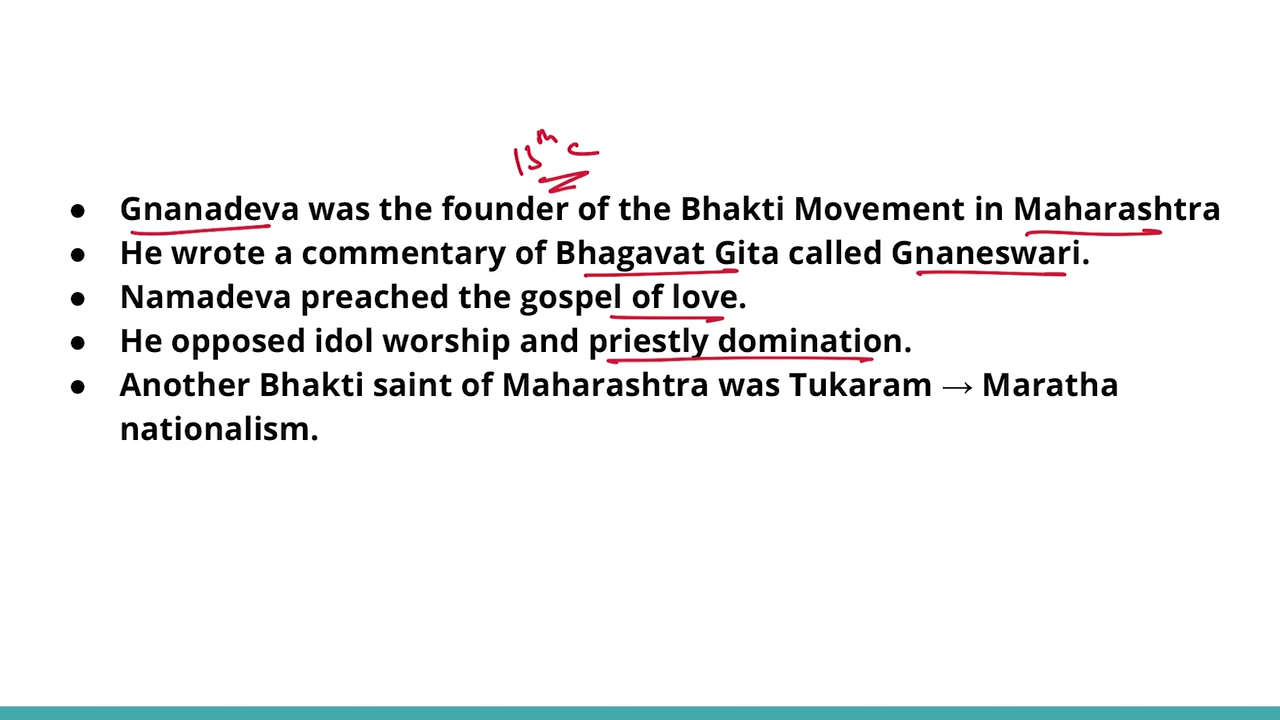 13th c
● Gnanadeva was the founder of the Bhakti Movement in Maharashtra
● He wrote a commentary of Bhagavat Gita called Gnaneswari.
● Namadeva preached the gospel of love.
● He opposed idol worship and priestly domination.
● Another Bhakti saint of Maharashtra was Tukaram → Maratha
nationalism.